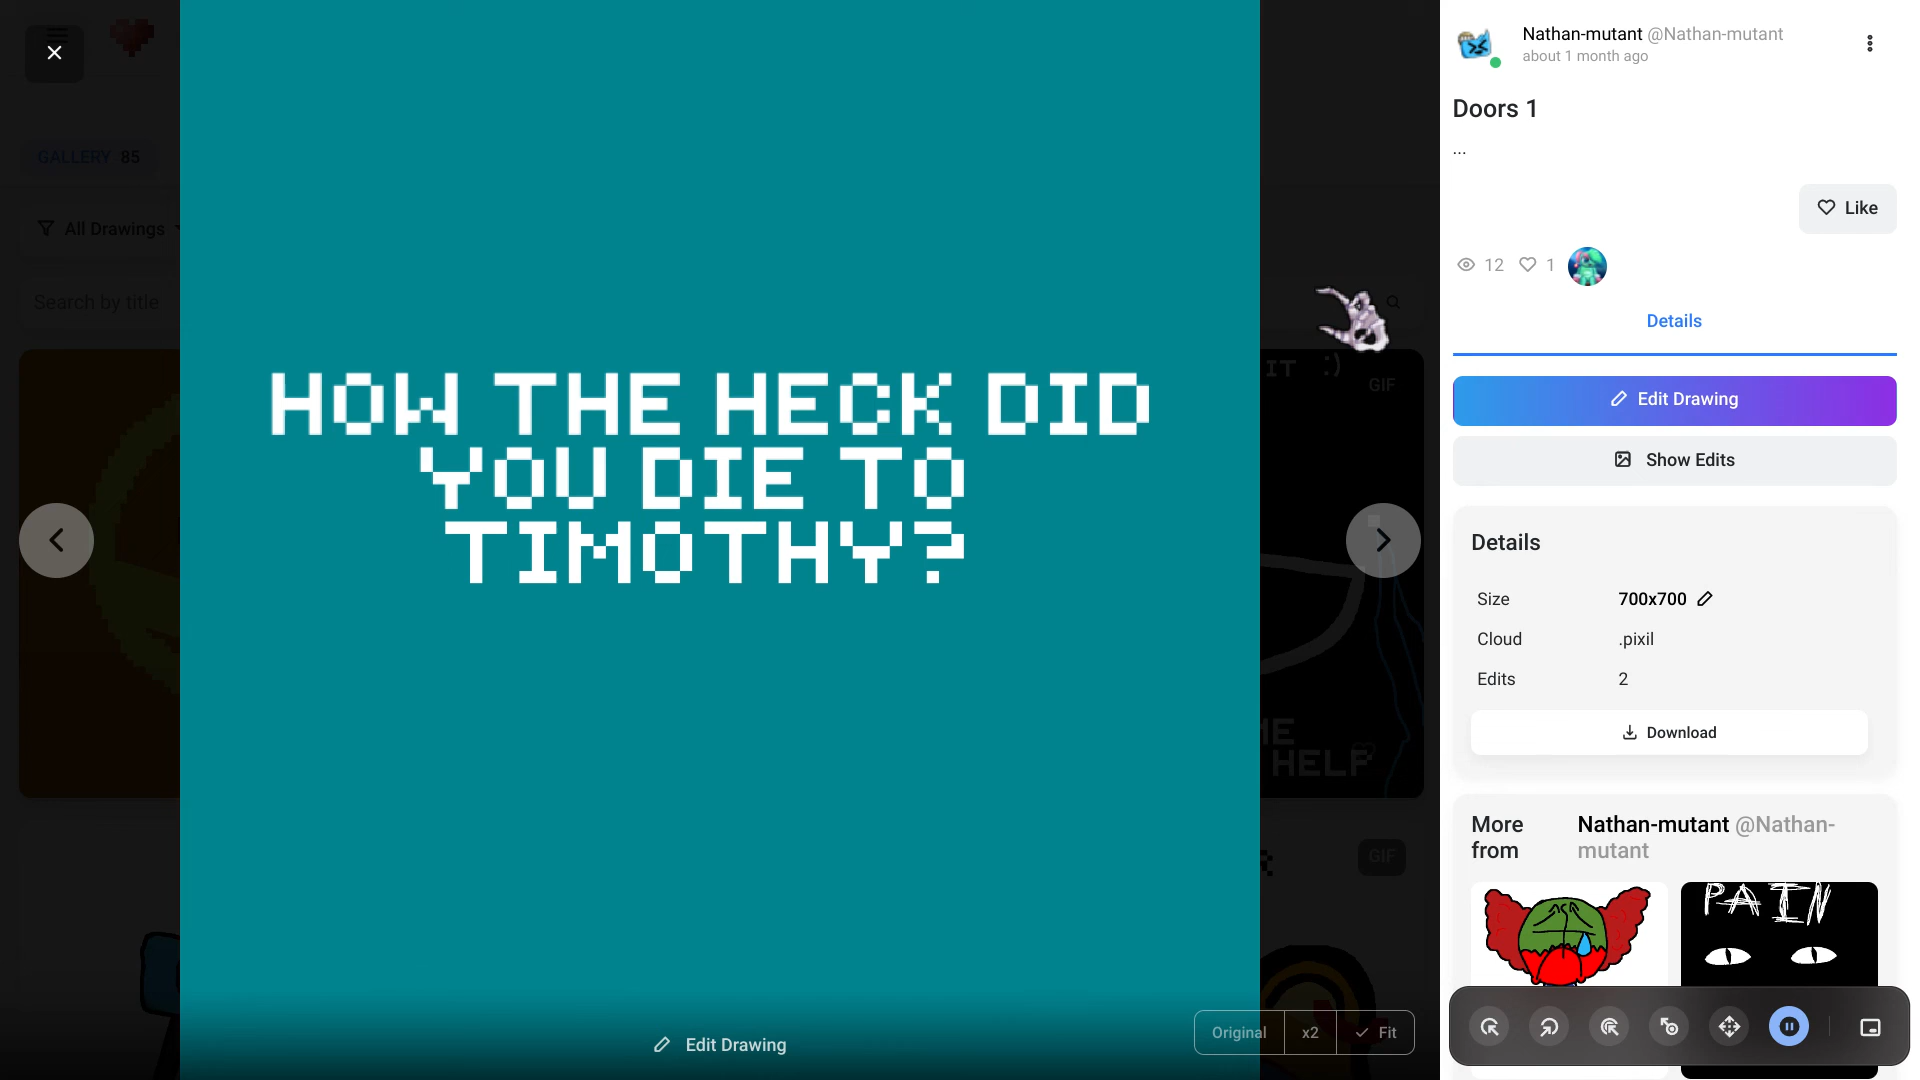 GALLERY 85
All Drawings
Search by title
HOW THE HECK DID
YOU DIE TO
TIMOTHY?
IT :)
GIF
HELP
GIF
Edit Drawing
Original x2 Fit
Nathan-mutant @Nathan-mutant
about 1 month ago
Doors 1
...
Like
12 1
Details
Edit Drawing
Show Edits
Details
Size 700x700
Cloud .pixil
Edits 2
Download
More from Nathan-mutant @Nathan-mutant
PAIN